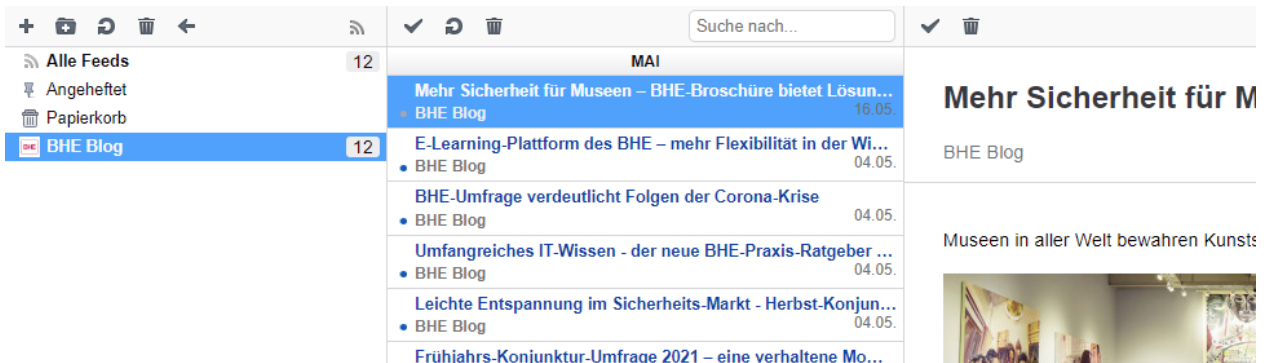 Suche nach...
Alle Feeds 12
Angeheftet
Papierkorb
BHE BHE Blog 12
MAI
Mehr Sicherheit für Museen – BHE-Broschüre bietet Lösun...
BHE Blog 16.05.
E-Learning-Plattform des BHE – mehr Flexibilität in der Wi...
BHE Blog 04.05.
BHE-Umfrage verdeutlicht Folgen der Corona-Krise
BHE Blog 04.05.
Umfangreiches IT-Wissen - der neue BHE-Praxis-Ratgeber ...
BHE Blog 04.05.
Leichte Entspannung im Sicherheits-Markt - Herbst-Konjun...
BHE Blog 04.05.
Frühjahrs-Konjunktur-Umfrage 2021 – eine verhaltene Mo...
Mehr Sicherheit für M
BHE Blog
Museen in aller Welt bewahren Kunsts